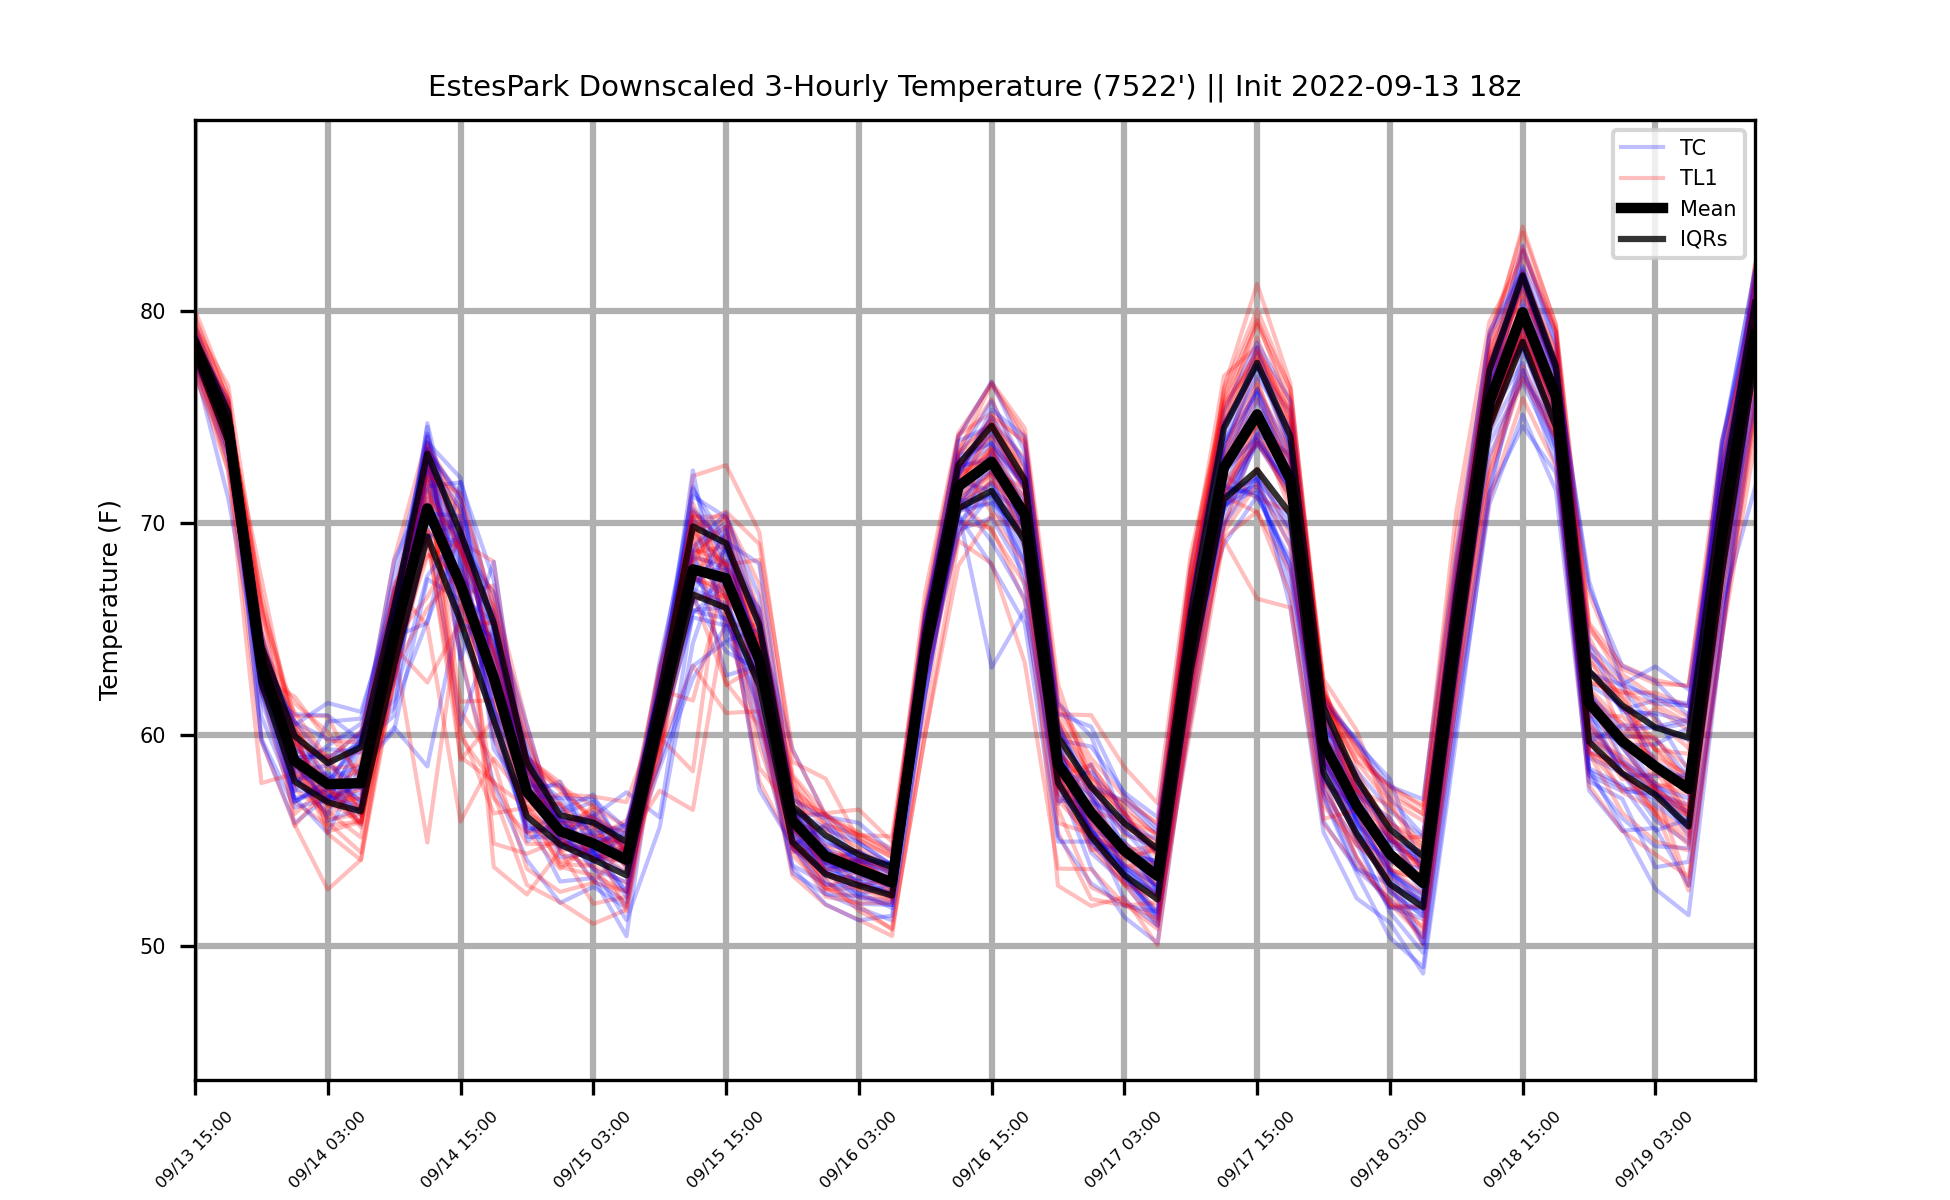 EstesPark Downscaled 3-Hourly Temperature (7522') || Init 2022-09-13 18z
TC
TL1
Mean
IQRs
Temperature (F)
80
70
60
50
09/13 15:00
09/14 03:00
09/14 15:00
09/15 03:00
09/15 15:00
09/16 03:00
09/16 15:00
09/17 03:00
09/17 15:00
09/18 03:00
09/18 15:00
09/19 03:00